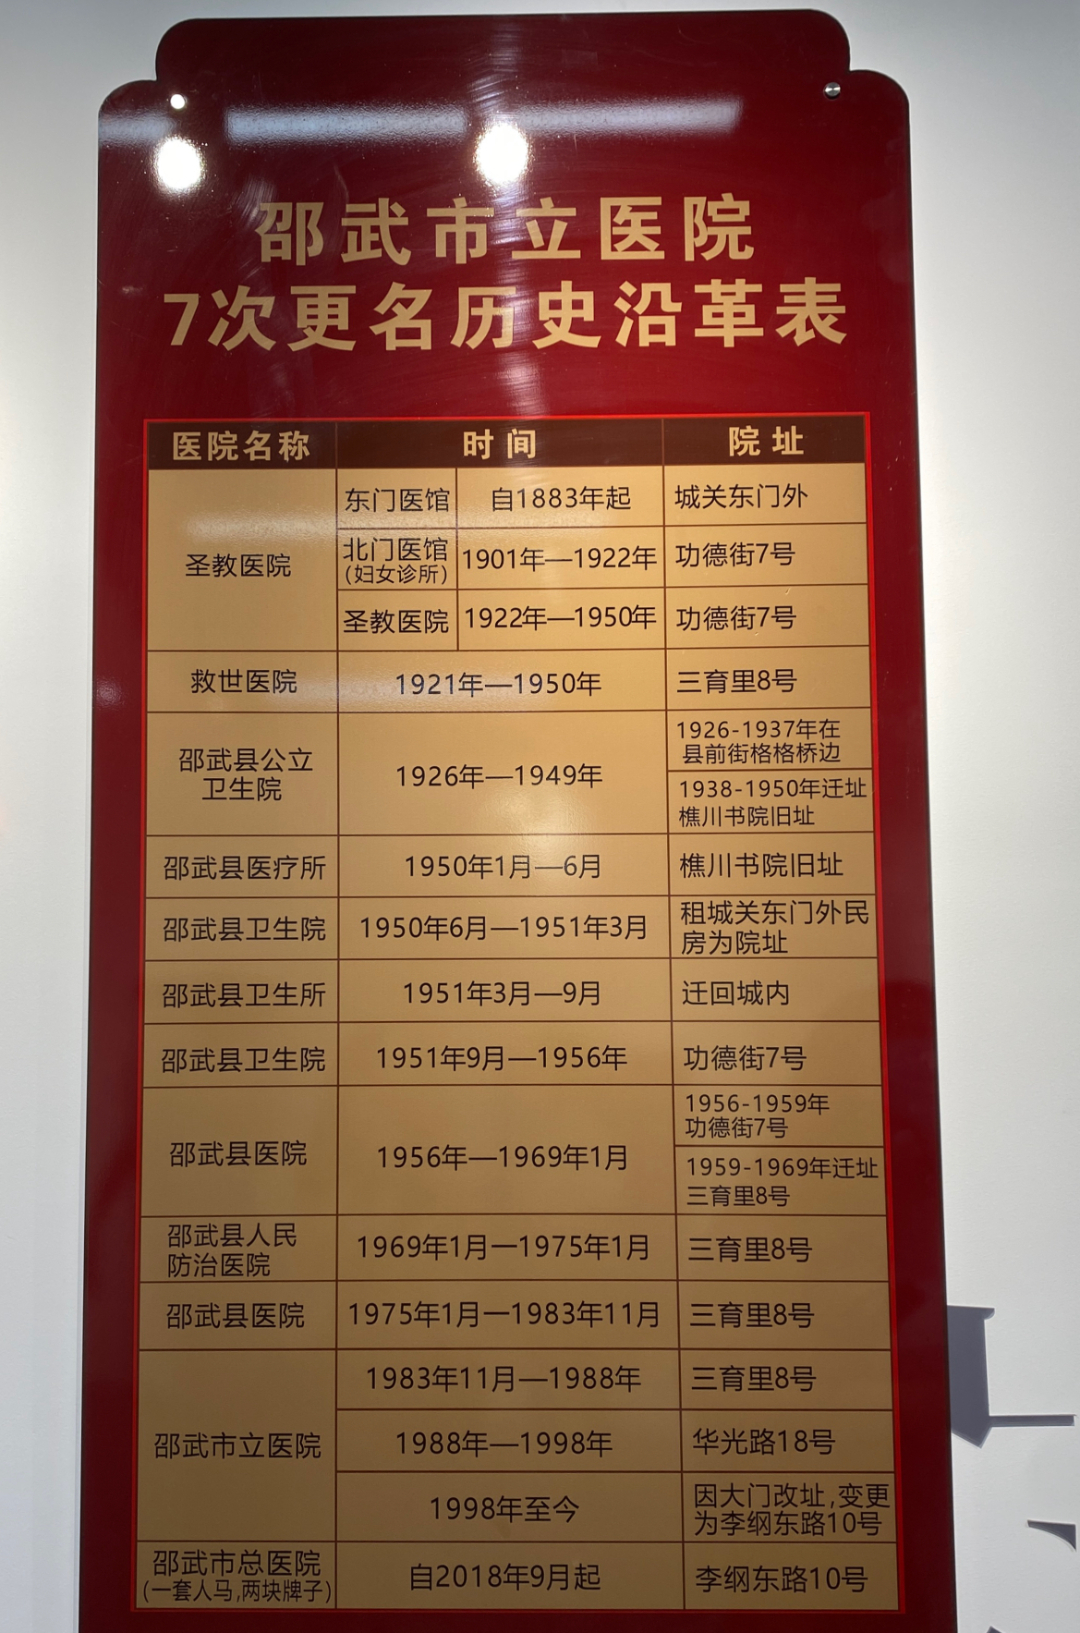 邵武市立医院
7次更名历史沿革表
医院名称 时间 院址
圣教医院
东门医馆 自1883年起 城关东门外
北门医馆
(妇女诊所)
1901年—1922年 功德街7号
圣教医院 1922年—1950年 功德街7号
救世医院 1921年—1950年 三育里8号
邵武县公立
卫生院
1926年—1949年
1926-1937年在
县前街格格桥边
1938-1950年迁址
樵川书院旧址
邵武县医疗所 1950年1月—6月 樵川书院旧址
邵武县卫生院 1950年6月—1951年3月
租城关东门外民
房为院址
邵武县卫生所 1951年3月—9月 迁回城内
邵武县卫生院 1951年9月—1956年 功德街7号
邵武县医院 1956年—1969年1月
1956-1959年
功德街7号
1959-1969年迁址
三育里8号
邵武县人民
防治医院
1969年1月—1975年1月 三育里8号
邵武县医院 1975年1月—1983年11月 三育里8号
邵武市立医院
1983年11月—1988年 三育里8号
1988年—1998年 华光路18号
1998年至今
因大门改址,变更
为李纲东路10号
邵武市总医院
(一套人马,两块牌子)
自2018年9月起 李纲东路10号